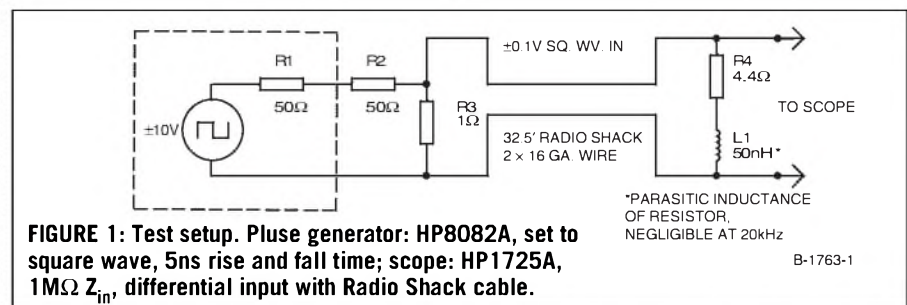 ±0.1V SQ. WV. IN
R1
R2
R4
4.4Ω
50Ω
50Ω
R3
1Ω
TO SCOPE
±10V
32.5' RADIO SHACK
2 × 16 GA. WIRE
L1
50nH*
*PARASITIC INDUCTANCE
OF RESISTOR,
NEGLIGIBLE AT 20kHz
FIGURE 1: Test setup. Pluse generator: HP8082A, set to
square wave, 5ns rise and fall time; scope: HP1725A,
1MΩ Zin, differential input with Radio Shack cable.
B-1763-1